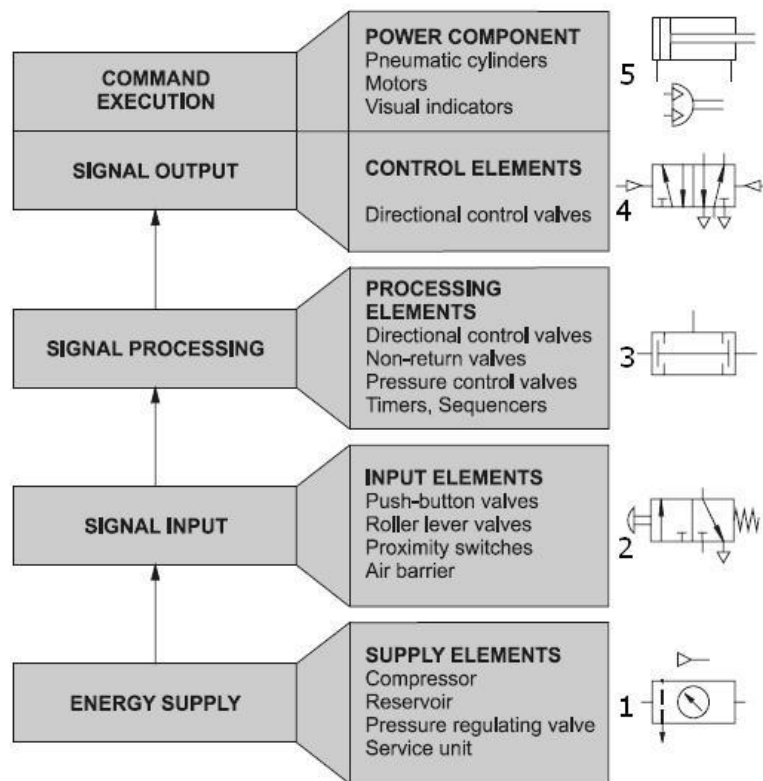 POWER COMPONENT
Pneumatic cylinders
Motors
Visual indicators
COMMAND
EXECUTION
5
SIGNAL OUTPUT
CONTROL ELEMENTS
Directional control valves
4
SIGNAL PROCESSING
PROCESSING
ELEMENTS
Directional control valves
Non-return valves
Pressure control valves
Timers, Sequencers
3
SIGNAL INPUT
INPUT ELEMENTS
Push-button valves
Roller lever valves
Proximity switches
Air barrier
2
ENERGY SUPPLY
SUPPLY ELEMENTS
Compressor
Reservoir
Pressure regulating valve
Service unit
1